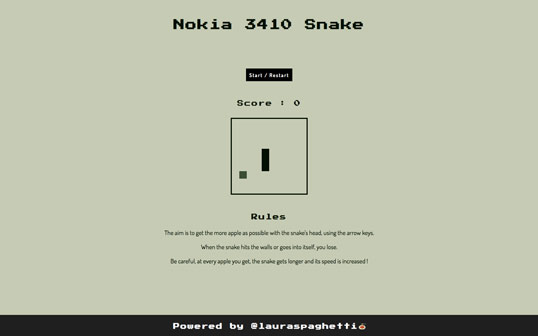 Nokia 3410 Snake
Start / Restart
Score : 0
Rules
The aim is to get the more apple as possible with the snake's head, using the arrow keys.
When the snake hits the walls or goes into itself, you lose.
Be careful, at every apple you get, the snake gets longer and its speed is increased !
Powered by @lauraspaghetti🍝